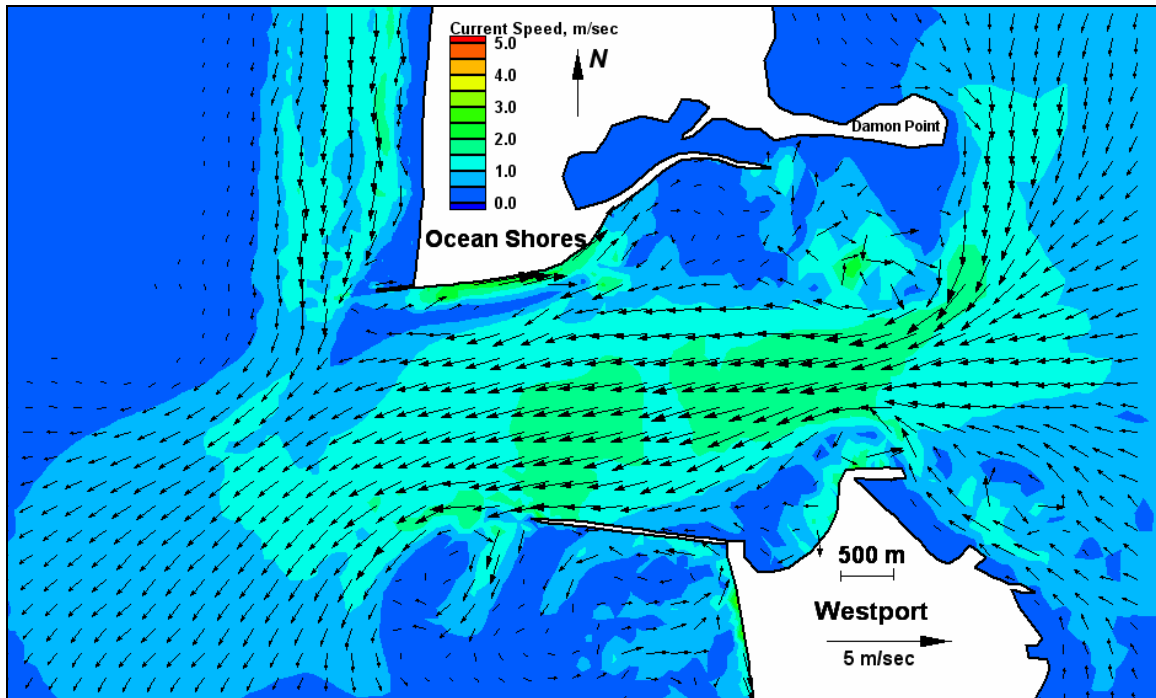 Current Speed, m/sec
5.0
4.0
3.0
2.0
1.0
0.0
N
Damon Point
Ocean Shores
500 m
Westport
5 m/sec